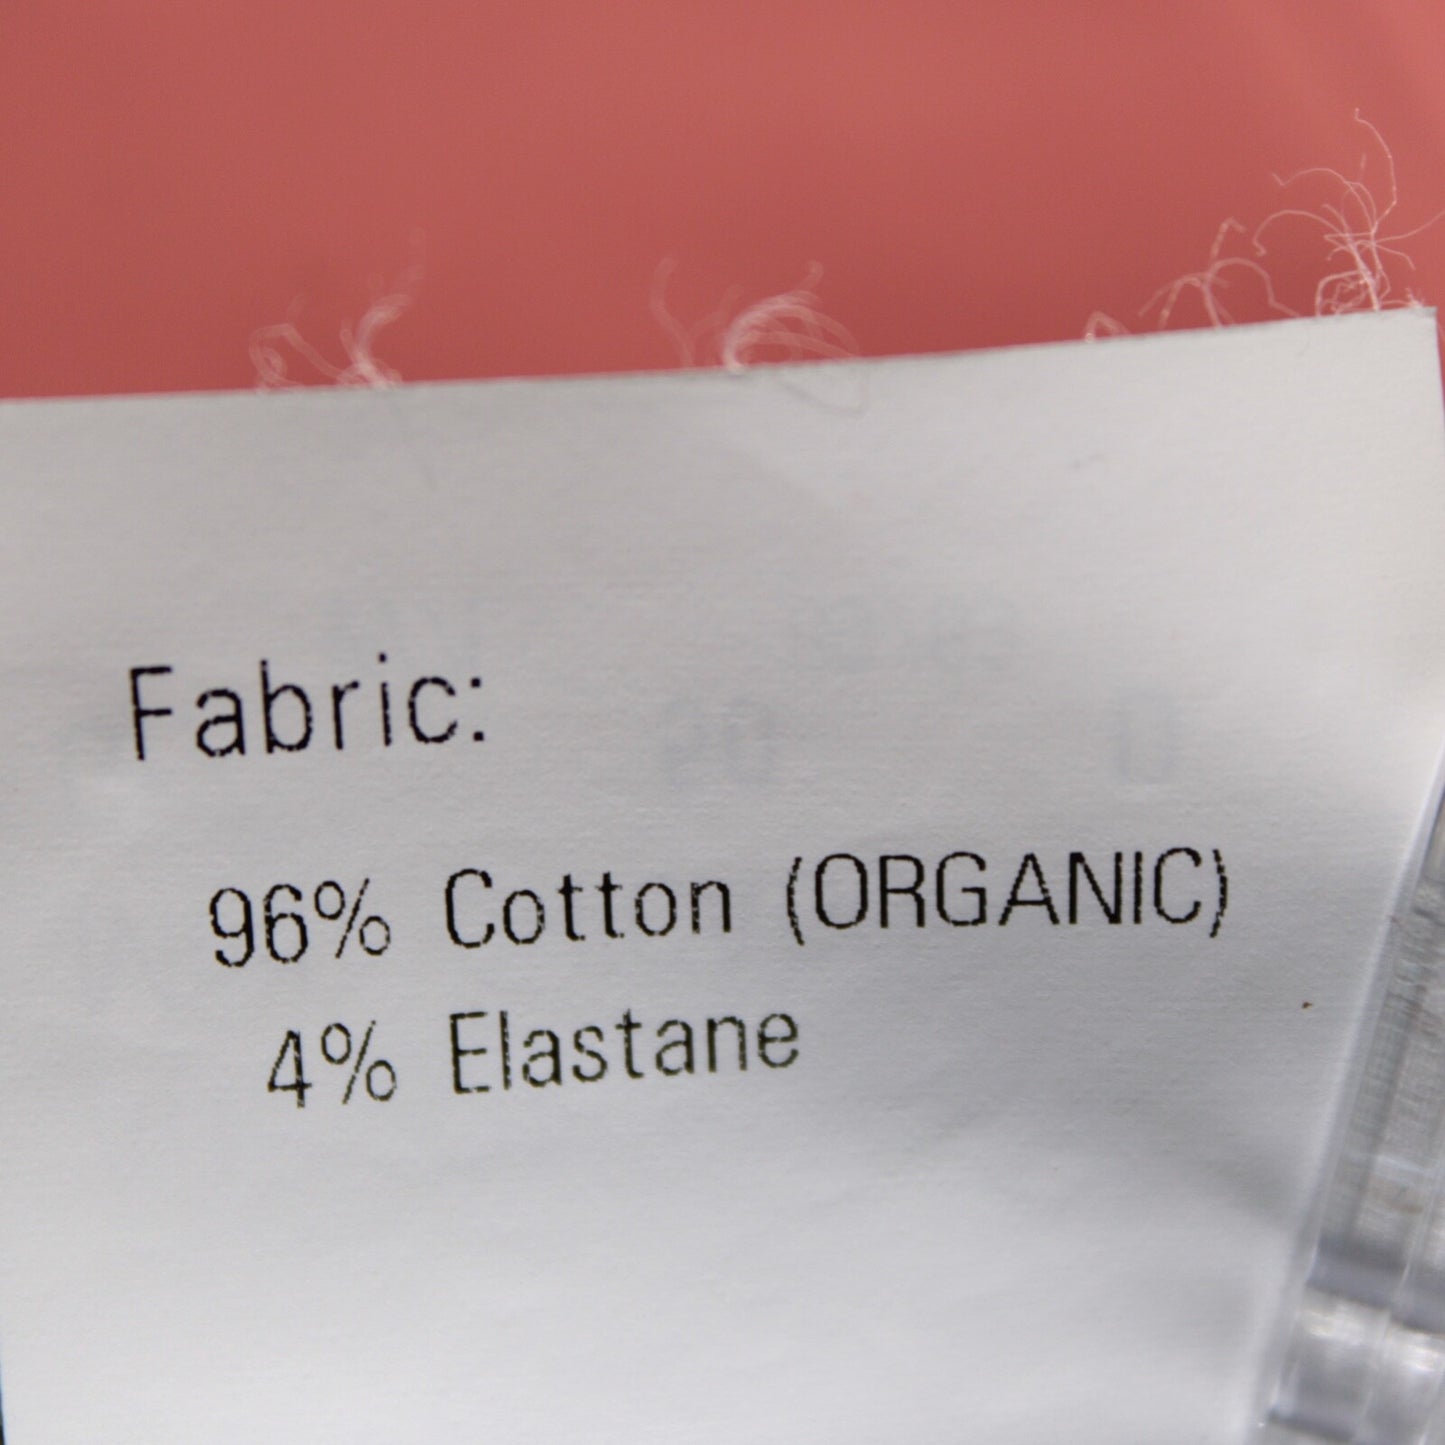 Fabric:
96% Cotton (ORGANIC)
4% Elastane